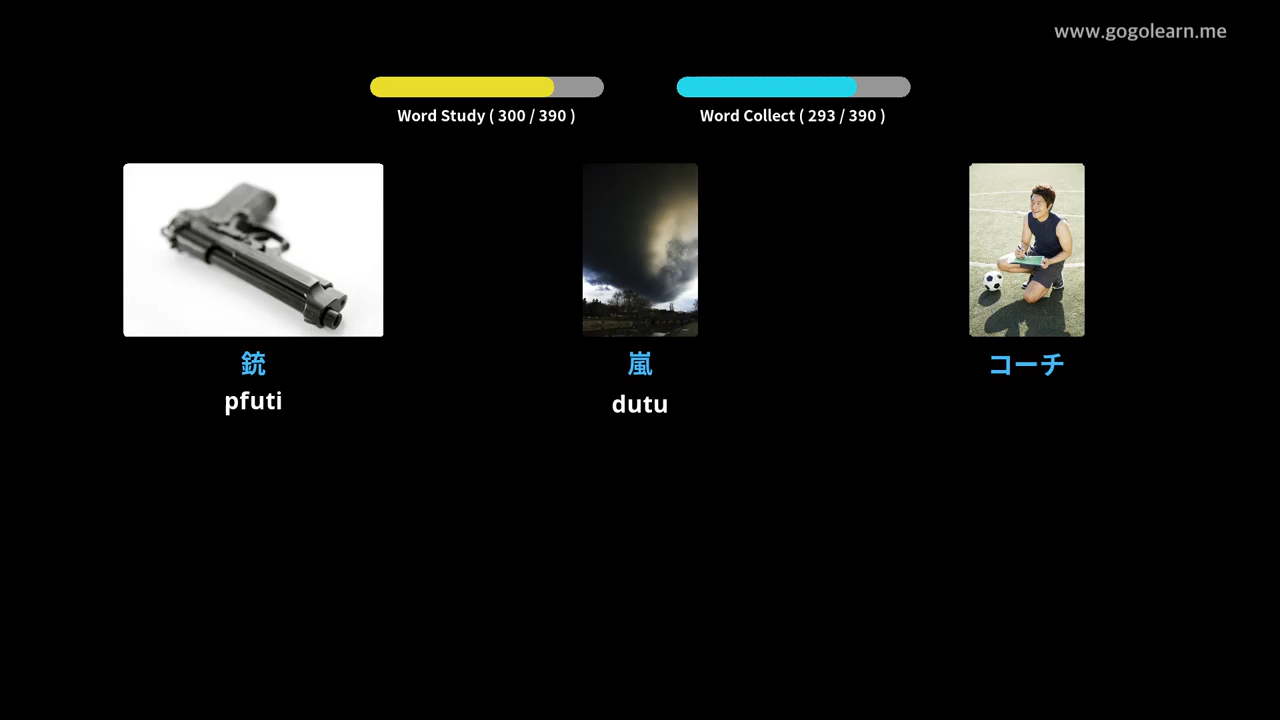 www.gogolearn.me
Word Study ( 300 / 390 )
Word Collect ( 293 / 390 )
銃
pfuti
嵐
dutu
コーチ